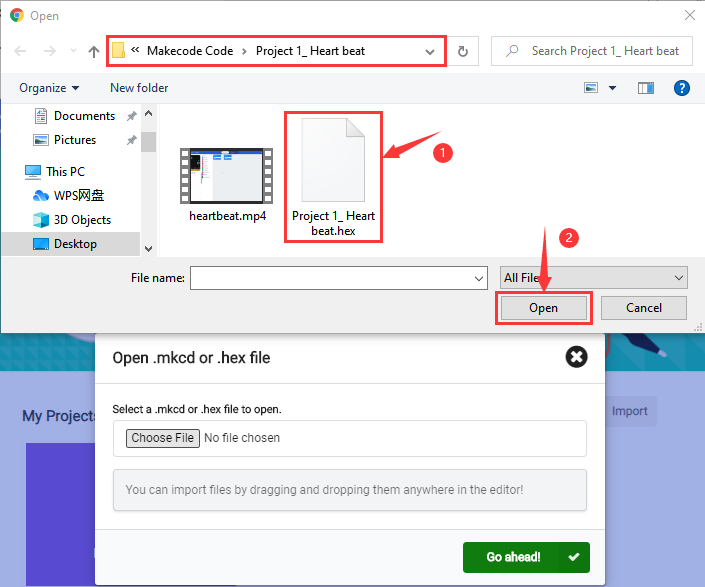 Open
« Makecode Code › Project 1_ Heart beat
Search Project 1_ Heart beat
Organize
New folder
?
Documents
Pictures
This PC
WPS网盘
3D Objects
Desktop
heartbeat.mp4
Project 1_ Heart
beat.hex
1
2
File name:
All File
Open
Cancel
Open .mkcd or .hex file
My Projects
Import
Select a .mkcd or .hex file to open.
Choose File No file chosen
You can import files by dragging and dropping them anywhere in the editor!
Go ahead!